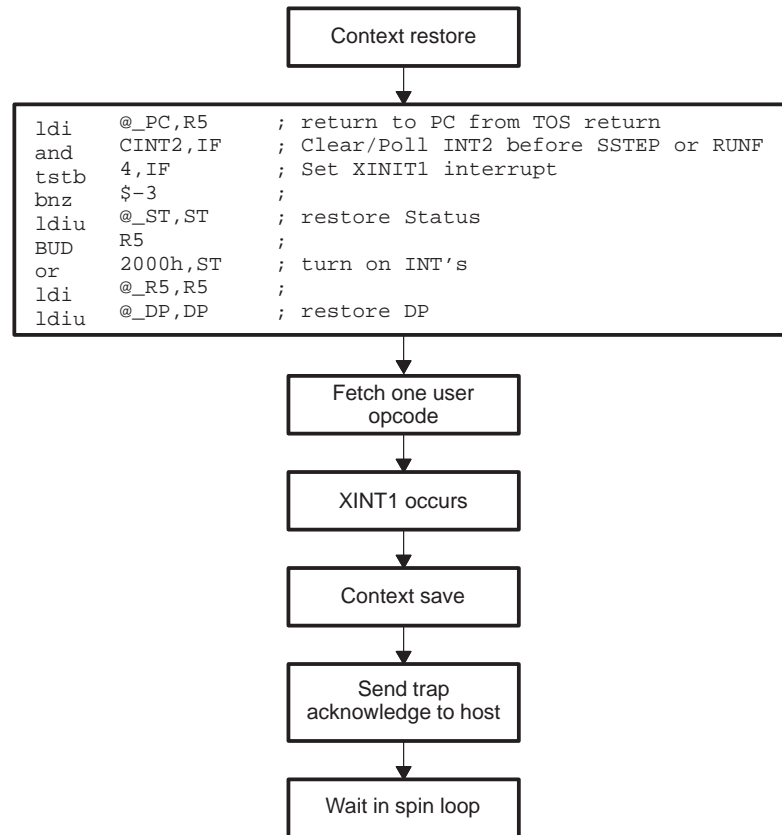 Context restore
ldi @_PC,R5 ; return to PC from TOS return
and CINT2,IF ; Clear/Poll INT2 before SSTEP or RUNF
tstb 4,IF ; Set XINIT1 interrupt
bnz $–3 ;
ldiu @_ST,ST ; restore Status
BUD R5 ;
or 2000h,ST ; turn on INT's
ldi @_R5,R5 ;
ldiu @_DP,DP ; restore DP
Fetch one user
opcode
XINT1 occurs
Context save
Send trap
acknowledge to host
Wait in spin loop